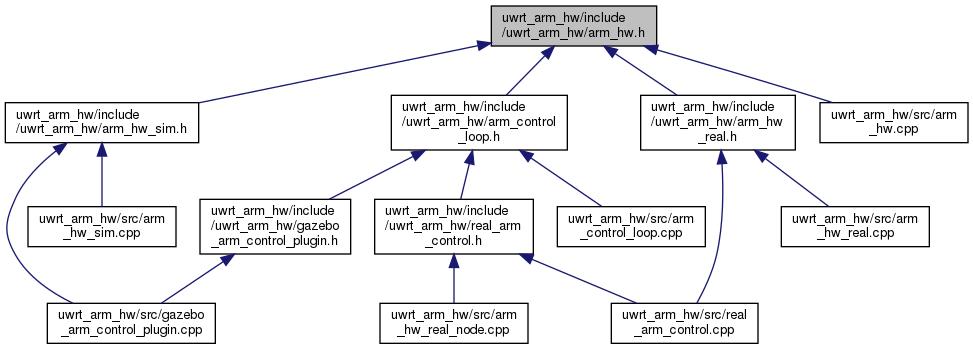 uwrt_arm_hw/include
/uwrt_arm_hw/arm_hw.h
uwrt_arm_hw/include
/uwrt_arm_hw/arm_hw_sim.h
uwrt_arm_hw/include
/uwrt_arm_hw/arm_control
_loop.h
uwrt_arm_hw/include
/uwrt_arm_hw/arm_hw
_real.h
uwrt_arm_hw/src/arm
_hw.cpp
uwrt_arm_hw/src/arm
_hw_sim.cpp
uwrt_arm_hw/include
/uwrt_arm_hw/gazebo
_arm_control_plugin.h
uwrt_arm_hw/include
/uwrt_arm_hw/real_arm
_control.h
uwrt_arm_hw/src/arm
_control_loop.cpp
uwrt_arm_hw/src/arm
_hw_real.cpp
uwrt_arm_hw/src/gazebo
_arm_control_plugin.cpp
uwrt_arm_hw/src/arm
_hw_real_node.cpp
uwrt_arm_hw/src/real
_arm_control.cpp